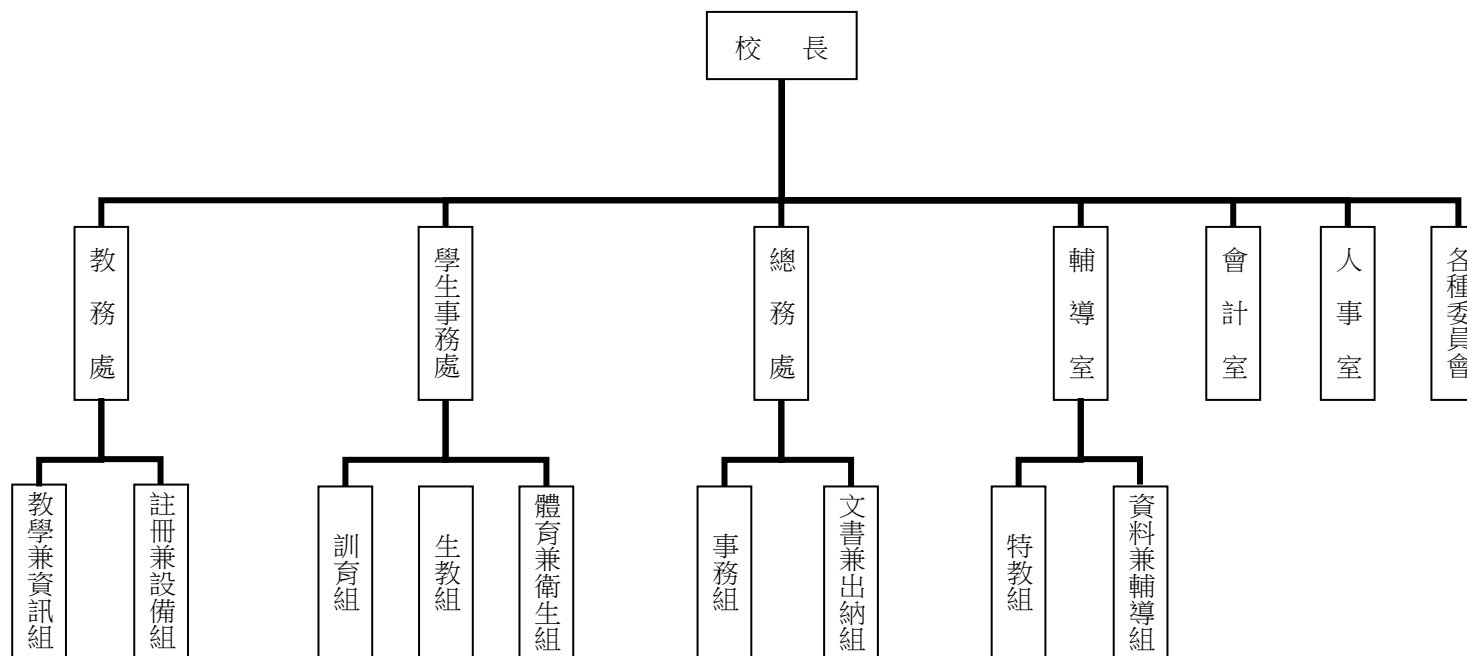 校 長
教務處
學生事務處
總務處
輔導室
會計室
人事室
各種委員會
教學兼資訊組
註冊兼設備組
訓育組
生教組
體育兼衛生組
事務組
文書兼出納組
特教組
資料兼輔導組